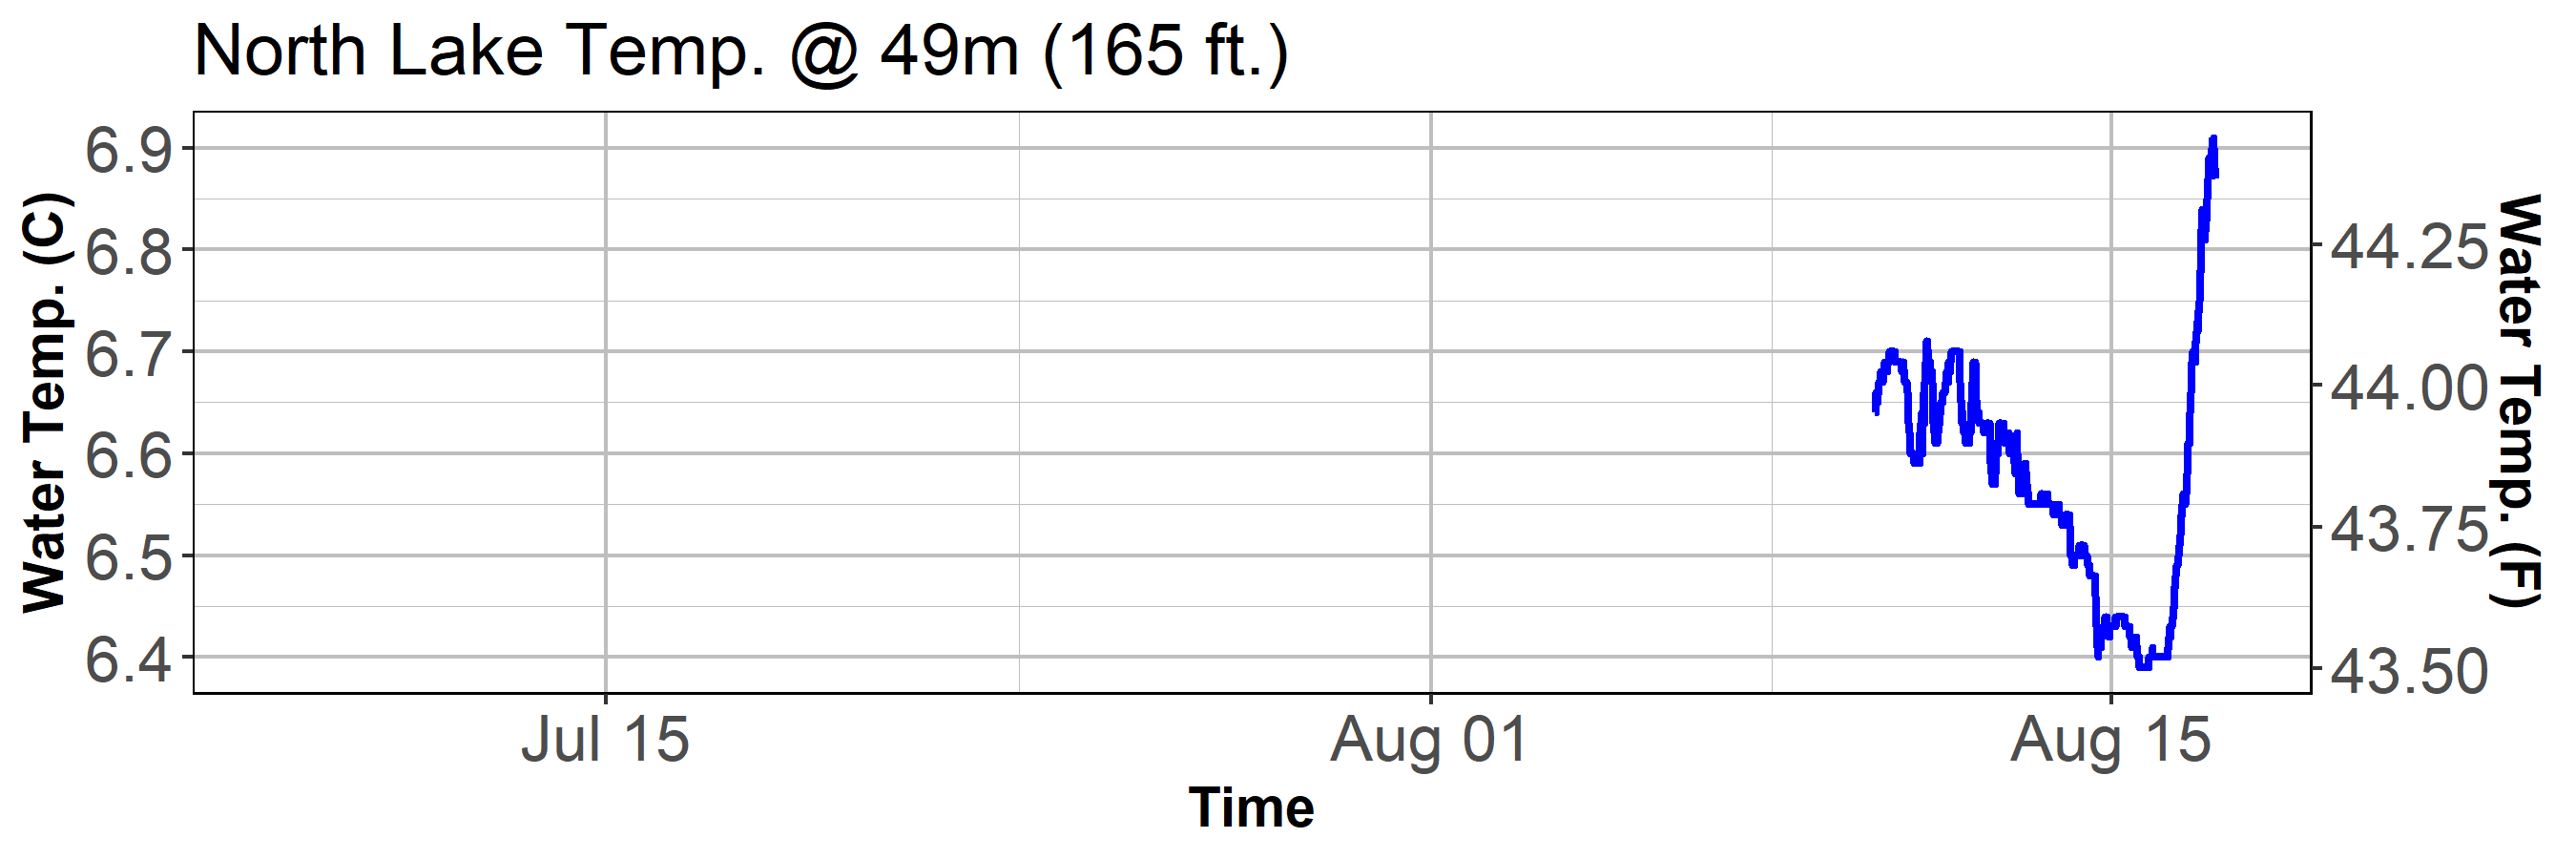 North Lake Temp. @ 49m (165 ft.)
Water Temp. (C)
6.9
6.8
6.7
6.6
6.5
6.4
44.25
44.00
43.75
43.50
Water Temp. (F)
Jul 15 Aug 01 Aug 15
Time